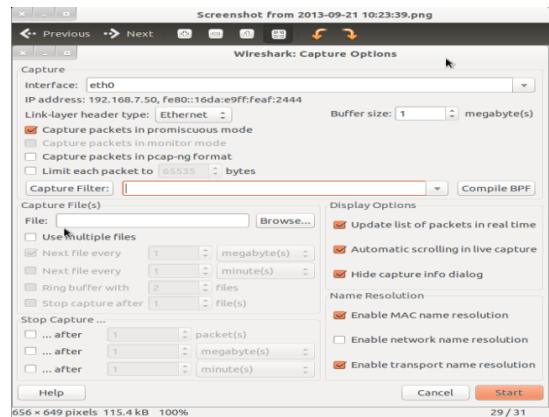 Screenshot from 2013-09-21 10:23:39.png
Previous Next
Wireshark: Capture Options
Capture
Interface: eth0
IP address: 192.168.7.50, fe80::16da:e9ff:feaf:2444
Link-layer header type: Ethernet Buffer size: 1 megabyte(s)
Capture packets in promiscuous mode
Capture packets in monitor mode
Capture packets in pcap-ng format
Limit each packet to 65535 bytes
Capture Filter: Compile BPF
Capture File(s)
File: Browse...
Use multiple files
Next file every 1 megabyte(s)
Next file every 1 minute(s)
Ring buffer with 2 files
Stop capture after 1 file(s)
Stop Capture ...
... after 1 packet(s)
... after 1 megabyte(s)
... after 1 minute(s)
Display Options
Update list of packets in real time
Automatic scrolling in live capture
Hide capture info dialog
Name Resolution
Enable MAC name resolution
Enable network name resolution
Enable transport name resolution
Help Cancel Start
656 × 649 pixels 115.4 kB 100% 29 / 31